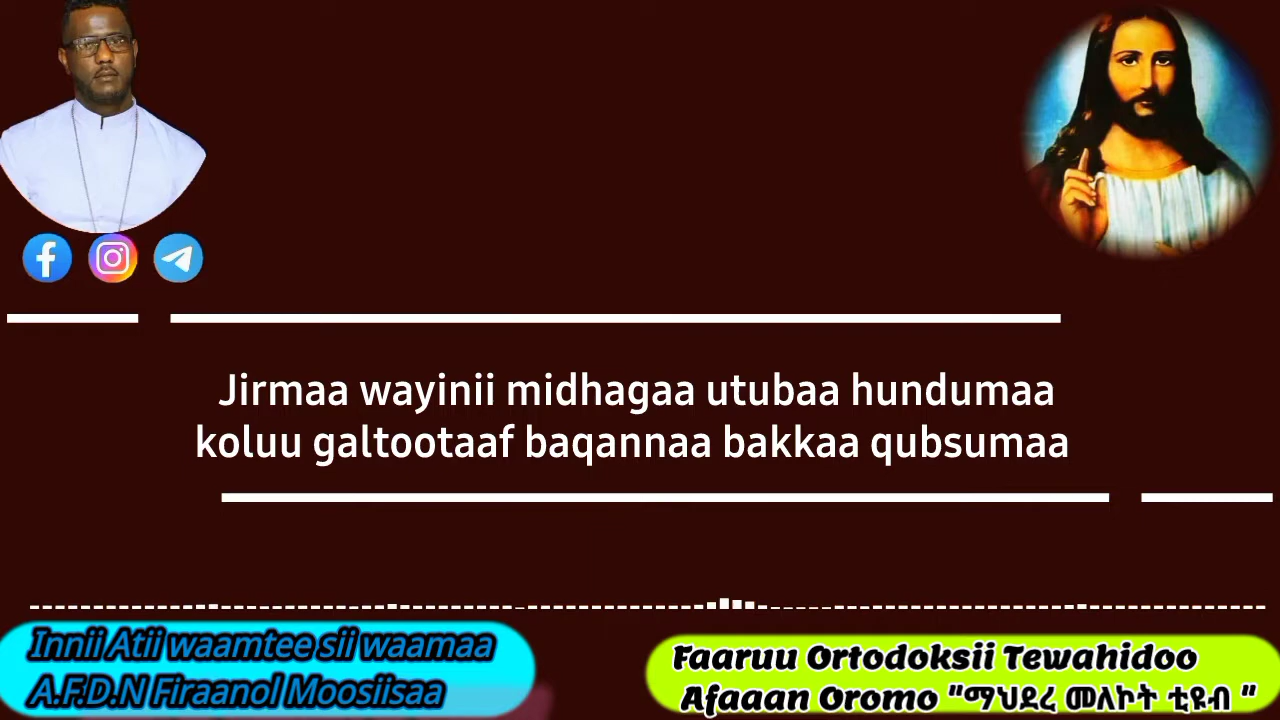 Jirmaa wayinii midhagaa utubaa hundumaa
koluu galtootaaf baqannaa bakkaa qubsumaa
Innii Atii waamtee sii waamaa
A.F.D.N Firaanol Moosiisaa
Faaruu Ortodoksii Tewahidoo
Afaaan Oromo "ማህደረ መለኮት ቲዩብ "